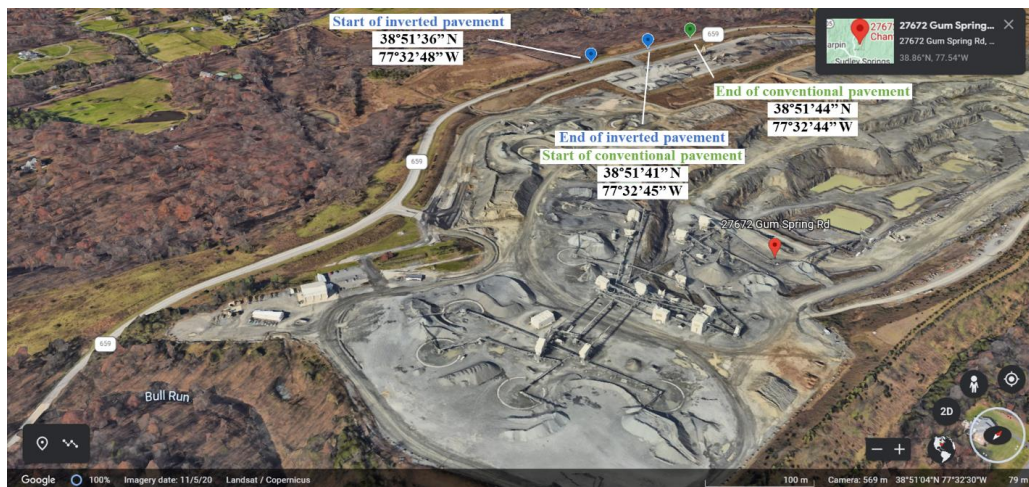 Start of inverted pavement
38°51’36” N
77°32’48” W
659
27672 Gum Spring...
27672 Gum Spring Rd, ...
38.86°N, 77.54°W
arpin
Sudley Springs
End of conventional pavement
38°51’44” N
77°32’44” W
End of inverted pavement
Start of conventional pavement
38°51’41” N
77°32’45” W
659
27672 Gum Spring Rd
659
Bull Run
2D
Google
100%
Imagery date: 11/5/20
Landsat / Copernicus
100 m
Camera: 569 m
38°51'04"N 77°32'30"W
79 m